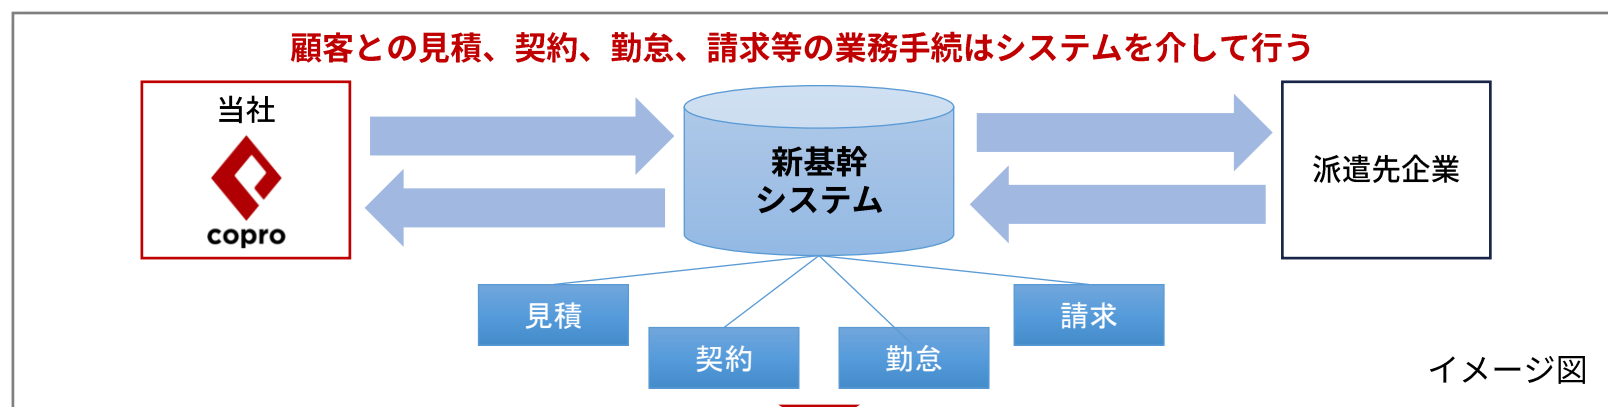 顧客との見積、契約、勤怠、請求等の業務手続はシステムを介して行う
当社
copro
新基幹
システム
派遣先企業
見積
契約
勤怠
請求
イメージ図